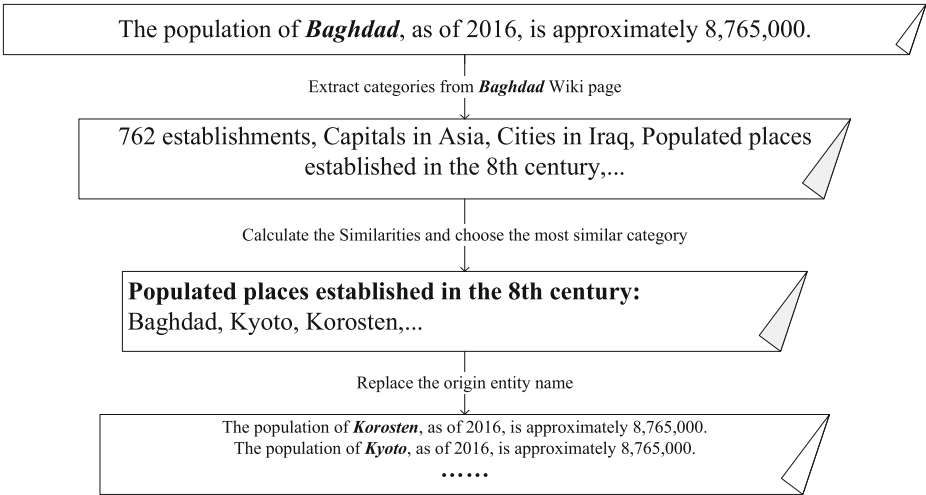 The population of Baghdad, as of 2016, is approximately 8,765,000.
Extract categories from Baghdad Wiki page
762 establishments, Capitals in Asia, Cities in Iraq, Populated places
established in the 8th century,...
Calculate the Similarities and choose the most similar category
Populated places established in the 8th century:
Baghdad, Kyoto, Korosten,...
Replace the origin entity name
The population of Korosten, as of 2016, is approximately 8,765,000.
The population of Kyoto, as of 2016, is approximately 8,765,000.
......